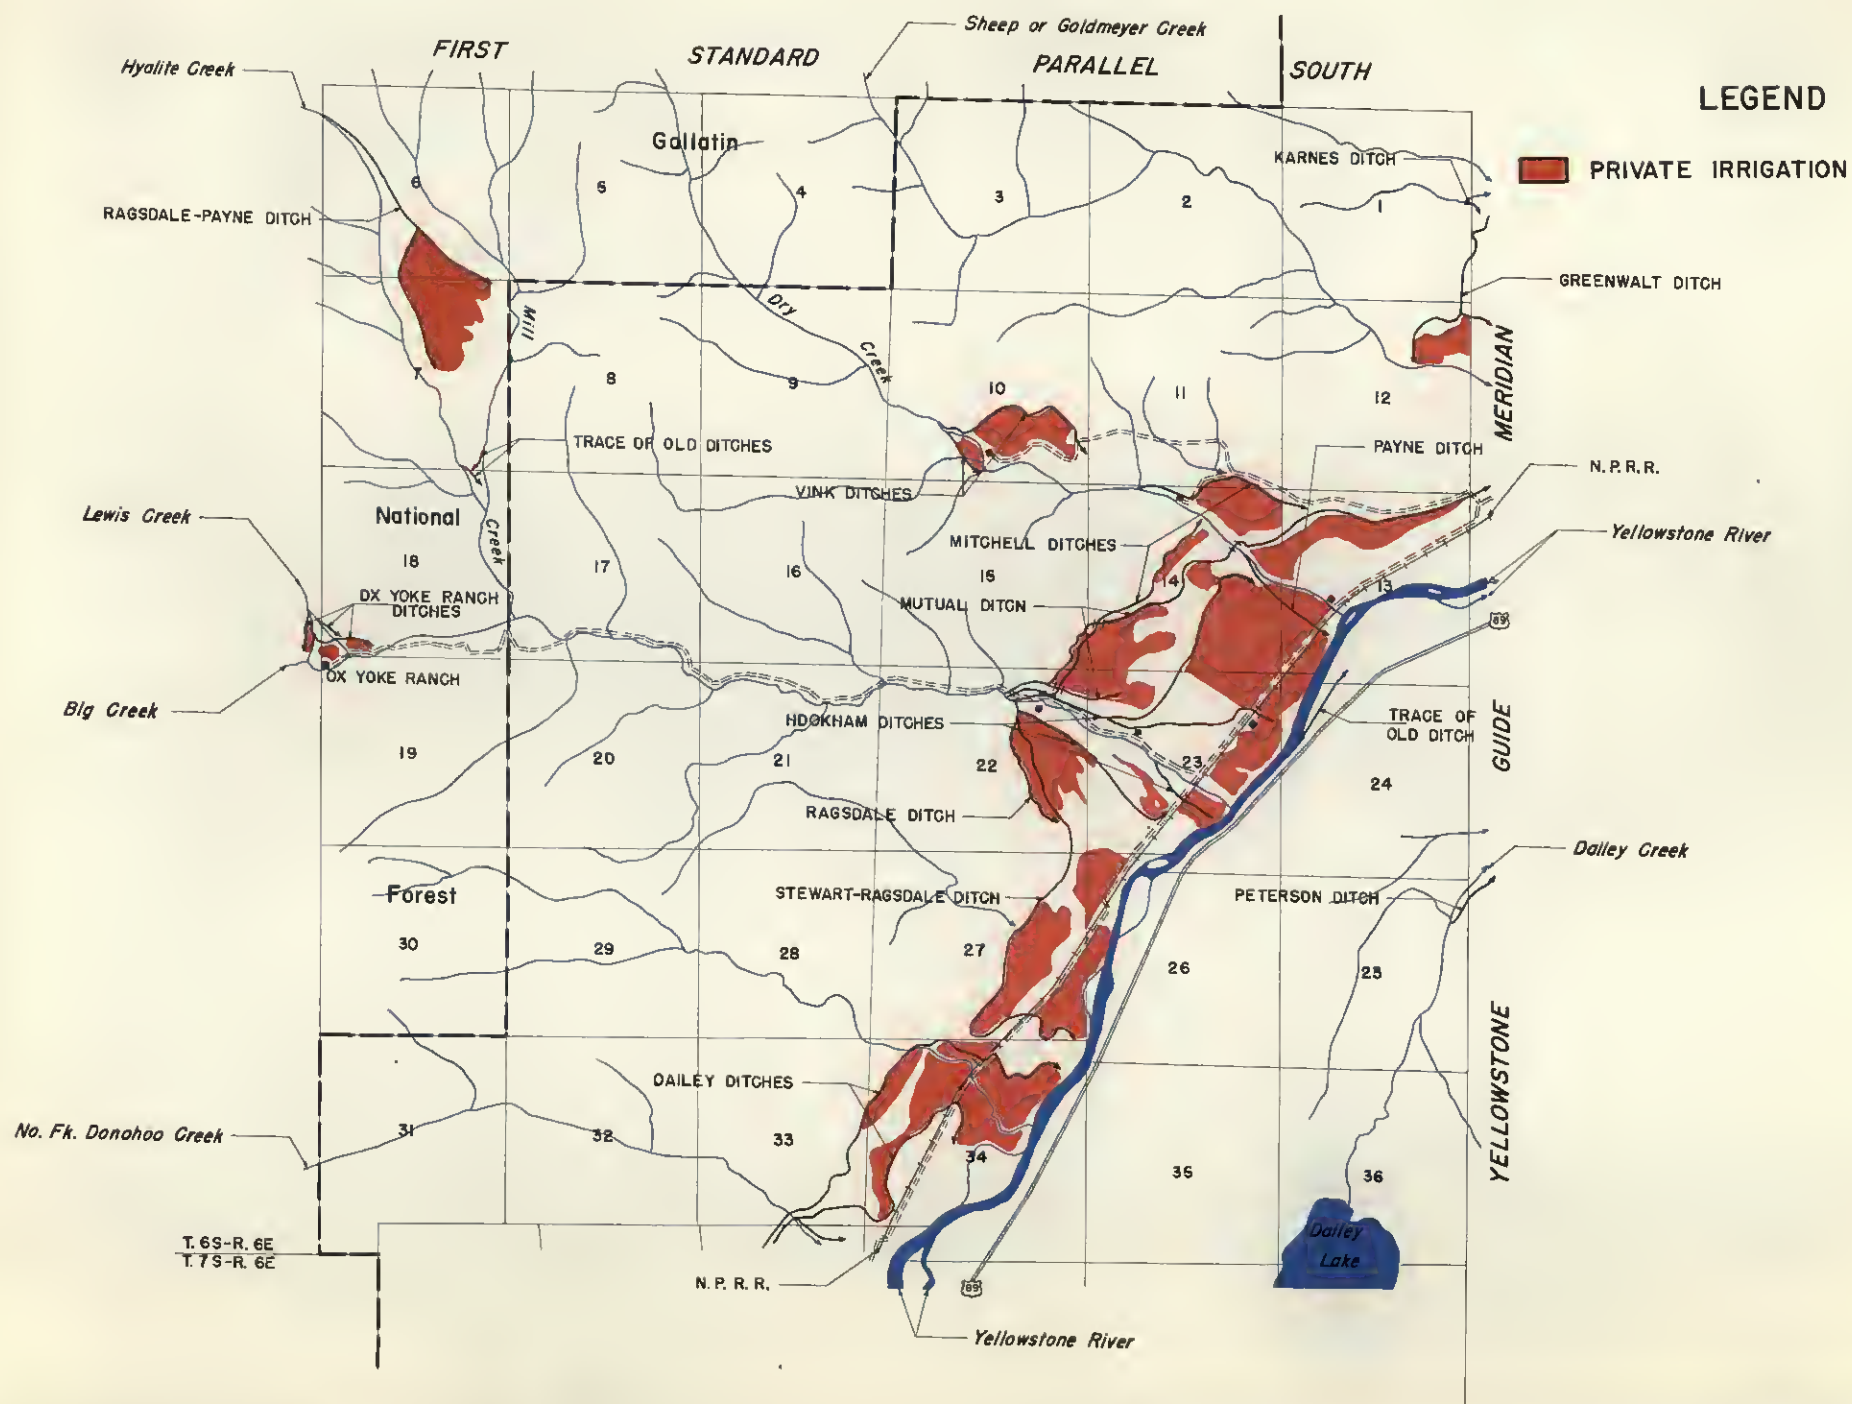 Sheep or Goldmeyer Creek
FIRST STANDARD PARALLEL SOUTH
Hyalite Creek
LEGEND
PRIVATE IRRIGATION
Gallatin
KARNES DITCH
6 5 4 3 2 1
RAGSDALE-PAYNE DITCH
GREENWALT DITCH
Mill
Dry
Creek
MERIDIAN
7 8 9 10 11 12
TRACE OF OLD DITCHES
PAYNE DITCH
N.P.R.R.
VINK DITCHES
Lewis Creek
National
Creek
Yellowstone River
MITCHELL DITCHES
18 17 16 15 14 13
OX YOKE RANCH
DITCHES
MUTUAL DITCH
89
OX YOKE RANCH
Big Creek
HOOKHAM DITCHES
TRACE OF
OLD DITCH
GUIDE
19 20 21 22 23 24
RAGSDALE DITCH
Dailey Creek
Forest
STEWART-RAGSDALE DITCH
PETERSON DITCH
30 29 28 27 26 25
YELLOWSTONE
DAILEY DITCHES
No. Fk. Donohoo Creek
31 32 33 34 35 36
Dailey
Lake
T. 6S-R. 6E
T. 7S-R. 6E
N. P. R. R.
89
Yellowstone River